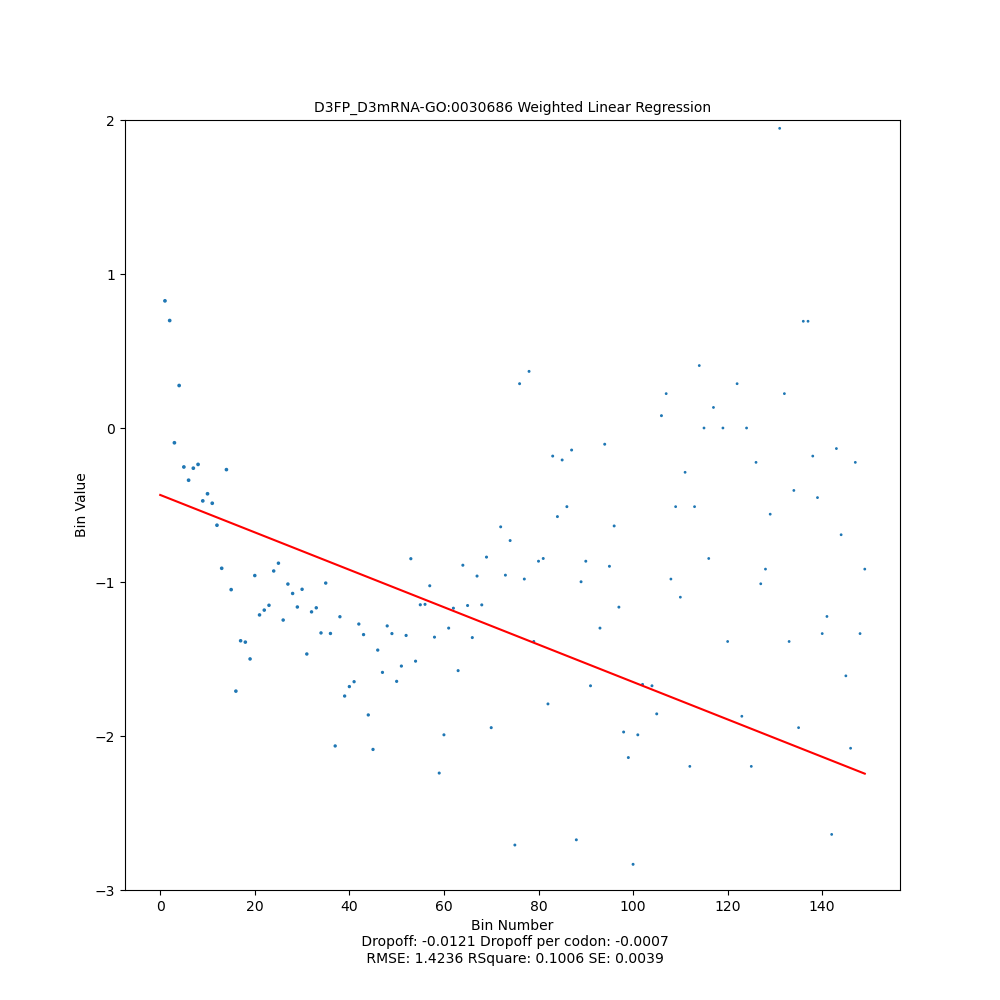 D3FP_D3mRNA-GO:0030686 Weighted Linear Regression
2
1
0
−1
−2
−3
Bin Value
0 20 40 60 80 100 120 140
Bin Number
Dropoff: -0.0121 Dropoff per codon: -0.0007
RMSE: 1.4236 RSquare: 0.1006 SE: 0.0039